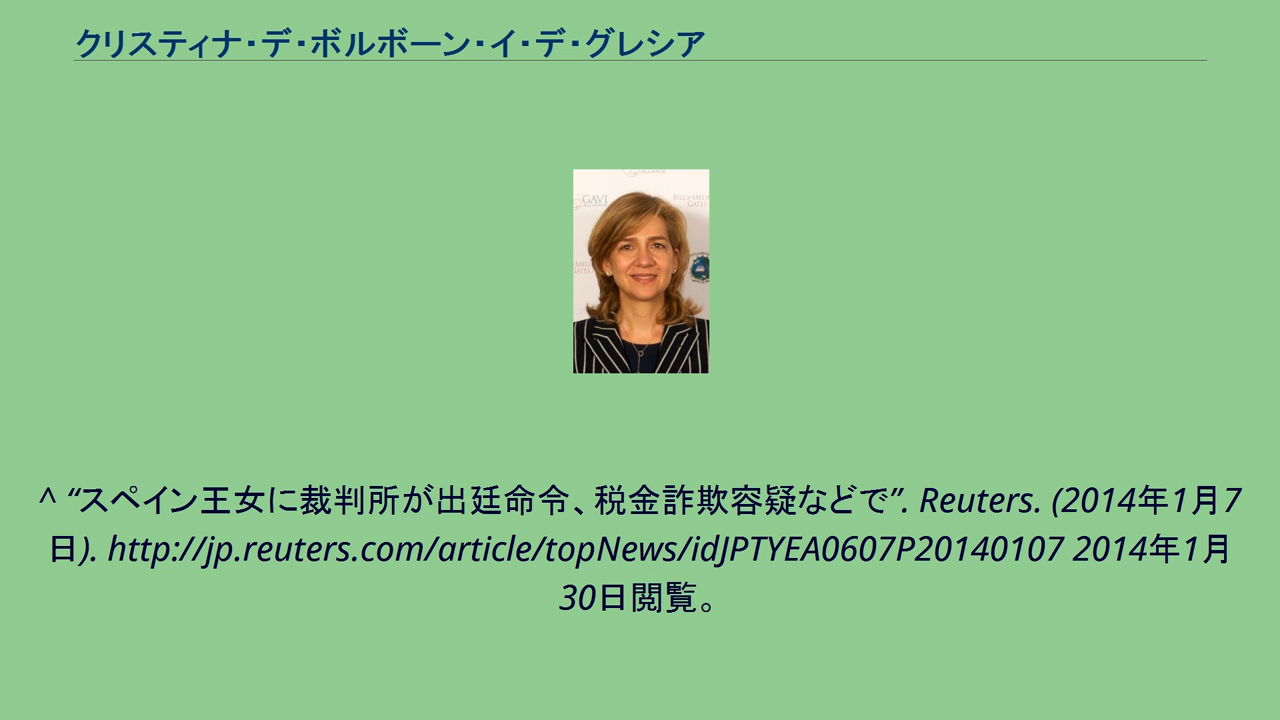 クリスティナ・デ・ボルボーン・イ・デ・グレシア
GAVI
ALLIANCE
^ “スペイン王女に裁判所が出廷命令、税金詐欺容疑などで”. Reuters. (2014年1月7
日). http://jp.reuters.com/article/topNews/idJPTYEA0607P20140107 2014年1月
30日閲覧。